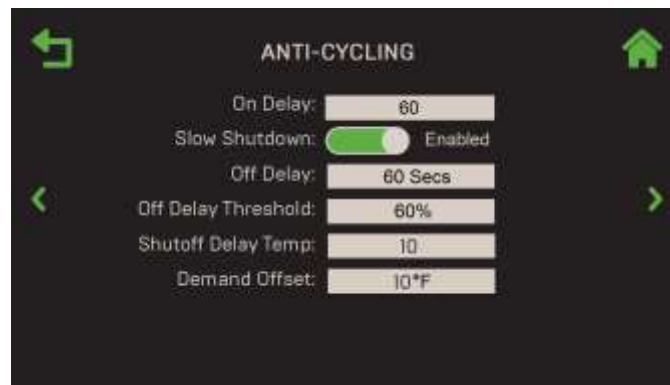 ANTI-CYCLING
On Delay: 60
Slow Shutdown: Enabled
Off Delay: 60 Secs
Off Delay Threshold: 60%
Shutoff Delay Temp: 10
Demand Offset: 10°F